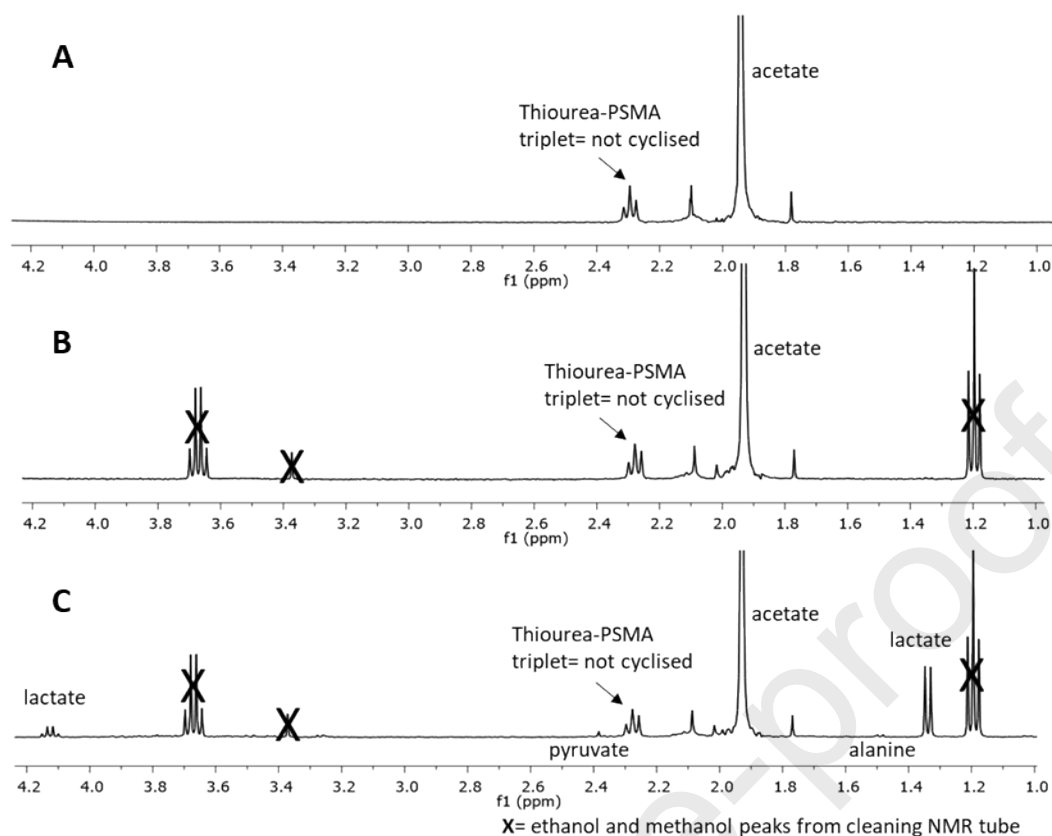 A
Thiourea-PSMA
triplet= not cyclised
acetate
4.2 4.0 3.8 3.6 3.4 3.2 3.0 2.8 2.6 2.4 2.2 2.0 1.8 1.6 1.4 1.2 1.0
f1 (ppm)
B
Thiourea-PSMA
triplet= not cyclised
acetate
X X X
4.2 4.0 3.8 3.6 3.4 3.2 3.0 2.8 2.6 2.4 2.2 2.0 1.8 1.6 1.4 1.2 1.0
f1 (ppm)
C
Thiourea-PSMA
triplet= not cyclised
acetate
lactate
lactate
X X X
pyruvate
alanine
4.2 4.0 3.8 3.6 3.4 3.2 3.0 2.8 2.6 2.4 2.2 2.0 1.8 1.6 1.4 1.2 1.0
f1 (ppm)
X= ethanol and methanol peaks from cleaning NMR tube
e-proof